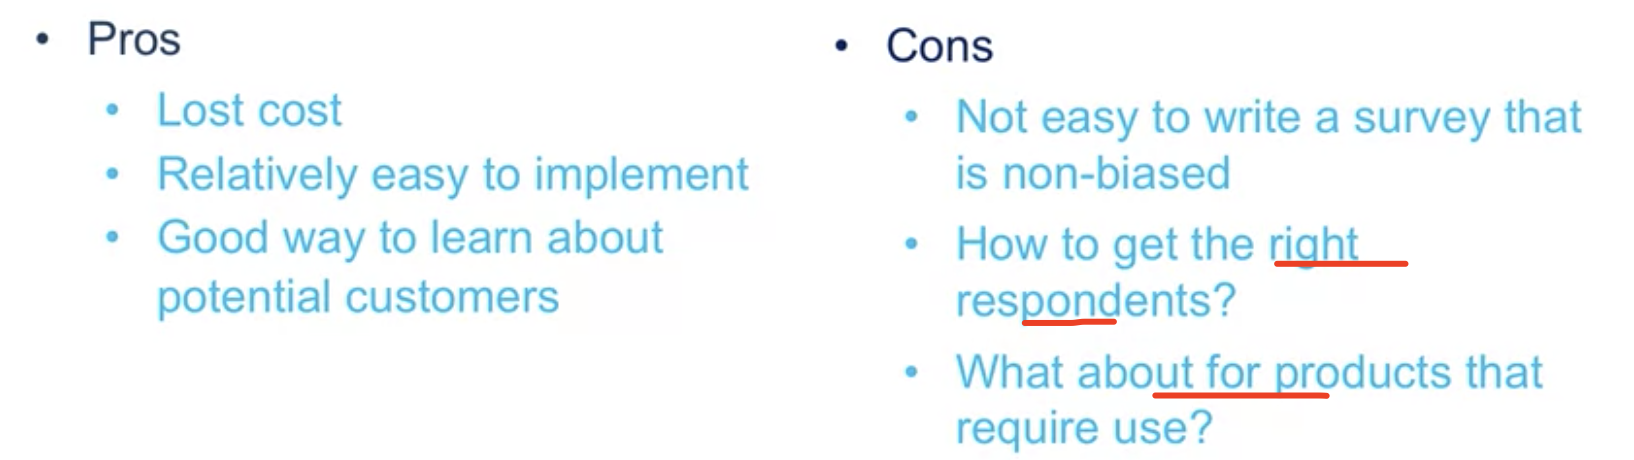 Pros
Lost cost
Relatively easy to implement
Good way to learn about
potential customers
Cons
Not easy to write a survey that
is non-biased
How to get the right
respondents?
What about for products that
require use?